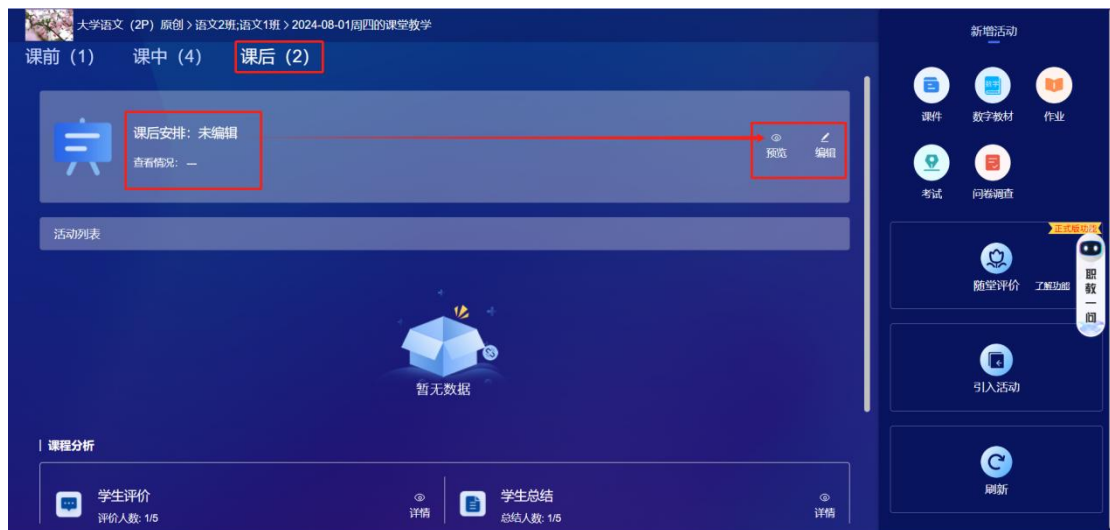 大学语文（2P）原创 > 语文2班;语文1班 > 2024-08-01周四的课堂教学
课前（1） 课中（4） 课后（2）
课后安排：未编辑
查看情况： —
预览 编辑
活动列表
暂无数据
课程分析
学生评价
评价人数: 1/5
详情
学生总结
总结人数: 1/5
详情
新增活动
课件 数字教材 作业
考试 问卷调查
正式版功能
随堂评价 了解功能
职教一问
引入活动
刷新